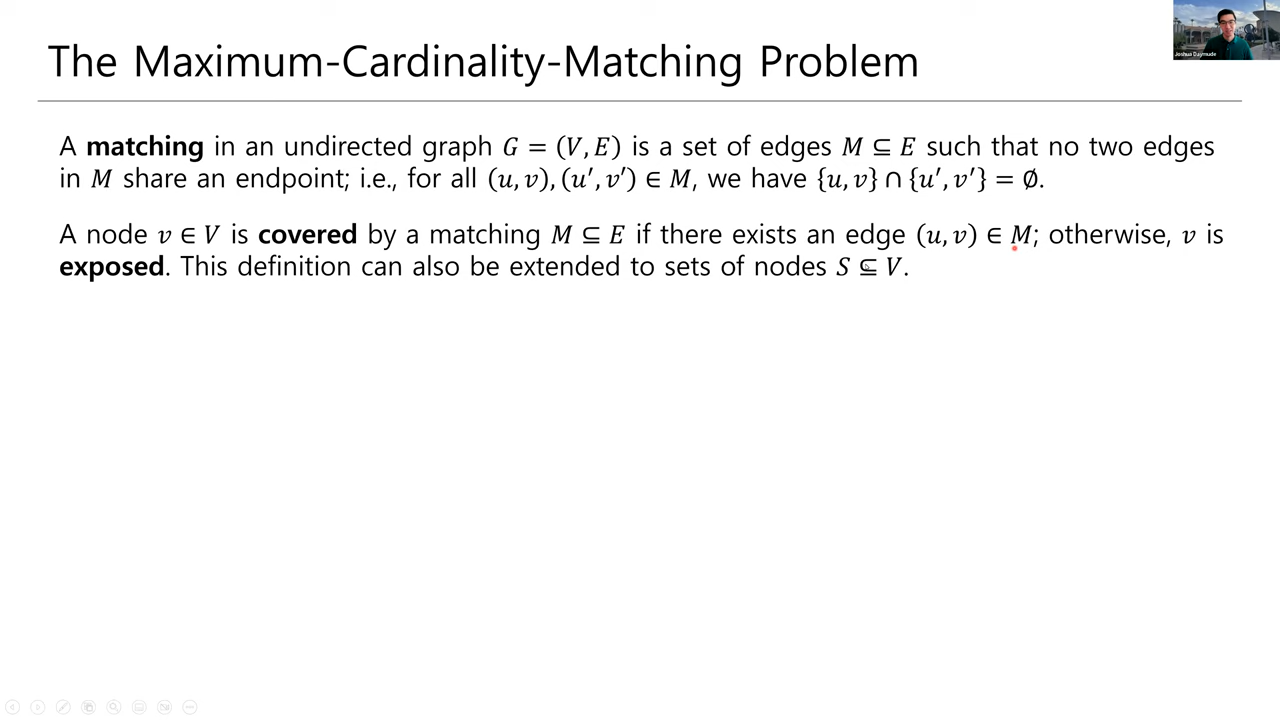 The Maximum-Cardinality-Matching Problem
Joshua Daymude
A matching in an undirected graph 𝐺 = (𝑉, 𝐸) is a set of edges 𝑀 ⊆ 𝐸 such that no two edges
in 𝑀 share an endpoint; i.e., for all (𝑢, 𝑣), (𝑢′, 𝑣′) ∈ 𝑀, we have {𝑢, 𝑣} ∩ {𝑢′, 𝑣′} = ∅.
A node 𝑣 ∈ 𝑉 is covered by a matching 𝑀 ⊆ 𝐸 if there exists an edge (𝑢, 𝑣) ∈ 𝑀; otherwise, 𝑣 is
exposed. This definition can also be extended to sets of nodes 𝑆 ⊆ 𝑉.